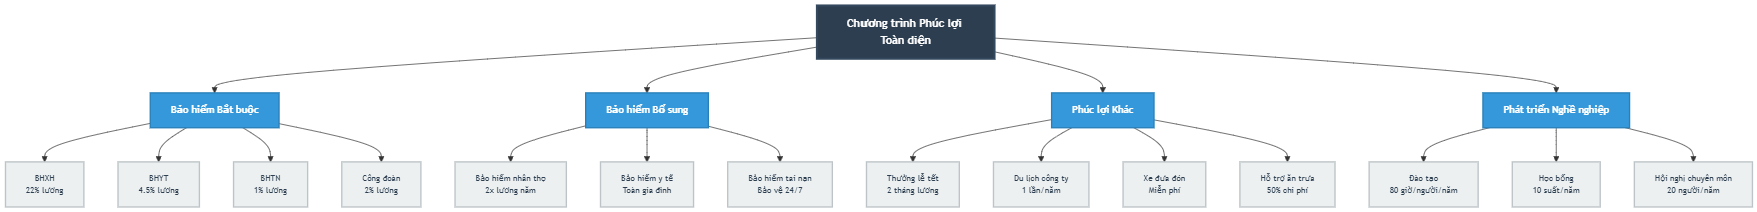 Chương trình Phúc lợi
Toàn diện
Bảo hiểm Bắt buộc
Bảo hiểm Bổ sung
Phúc lợi Khác
Phát triển Nghề nghiệp
BHXH
22% lương
BHYT
4.5% lương
BHTN
1% lương
Công đoàn
2% lương
Bảo hiểm nhân thọ
2x lương năm
Bảo hiểm y tế
Toàn gia đình
Bảo hiểm tai nạn
Bảo vệ 24/7
Thưởng lễ tết
2 tháng lương
Du lịch công ty
1 lần/năm
Xe đưa đón
Miễn phí
Hỗ trợ ăn trưa
50% chi phí
Đào tạo
80 giờ/người/năm
Học bổng
10 suất/năm
Hội nghị chuyên môn
20 người/năm